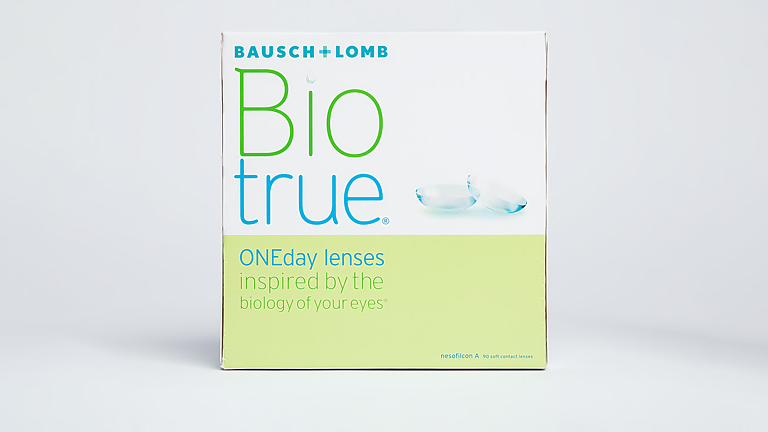 BAUSCH+LOMB
Bio
true®
ONEday lenses
inspired by the
biology of your eyes®
nesofilcon A 90 soft contact lenses